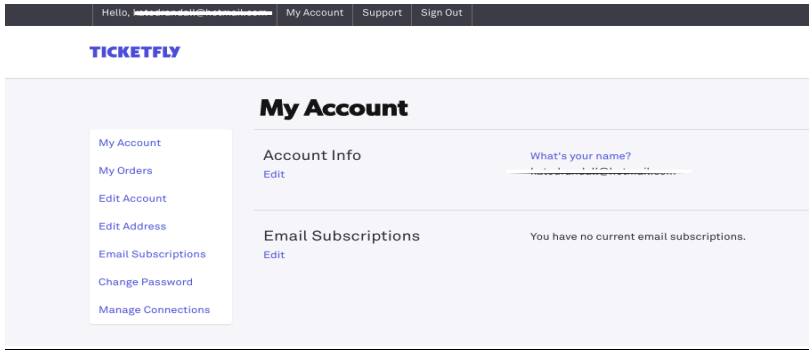 Hello,
My Account
Support
Sign Out
TICKETFLY
My Account
My Account
My Orders
Edit Account
Edit Address
Email Subscriptions
Change Password
Manage Connections
Account Info
Edit
What's your name?
Email Subscriptions
Edit
You have no current email subscriptions.